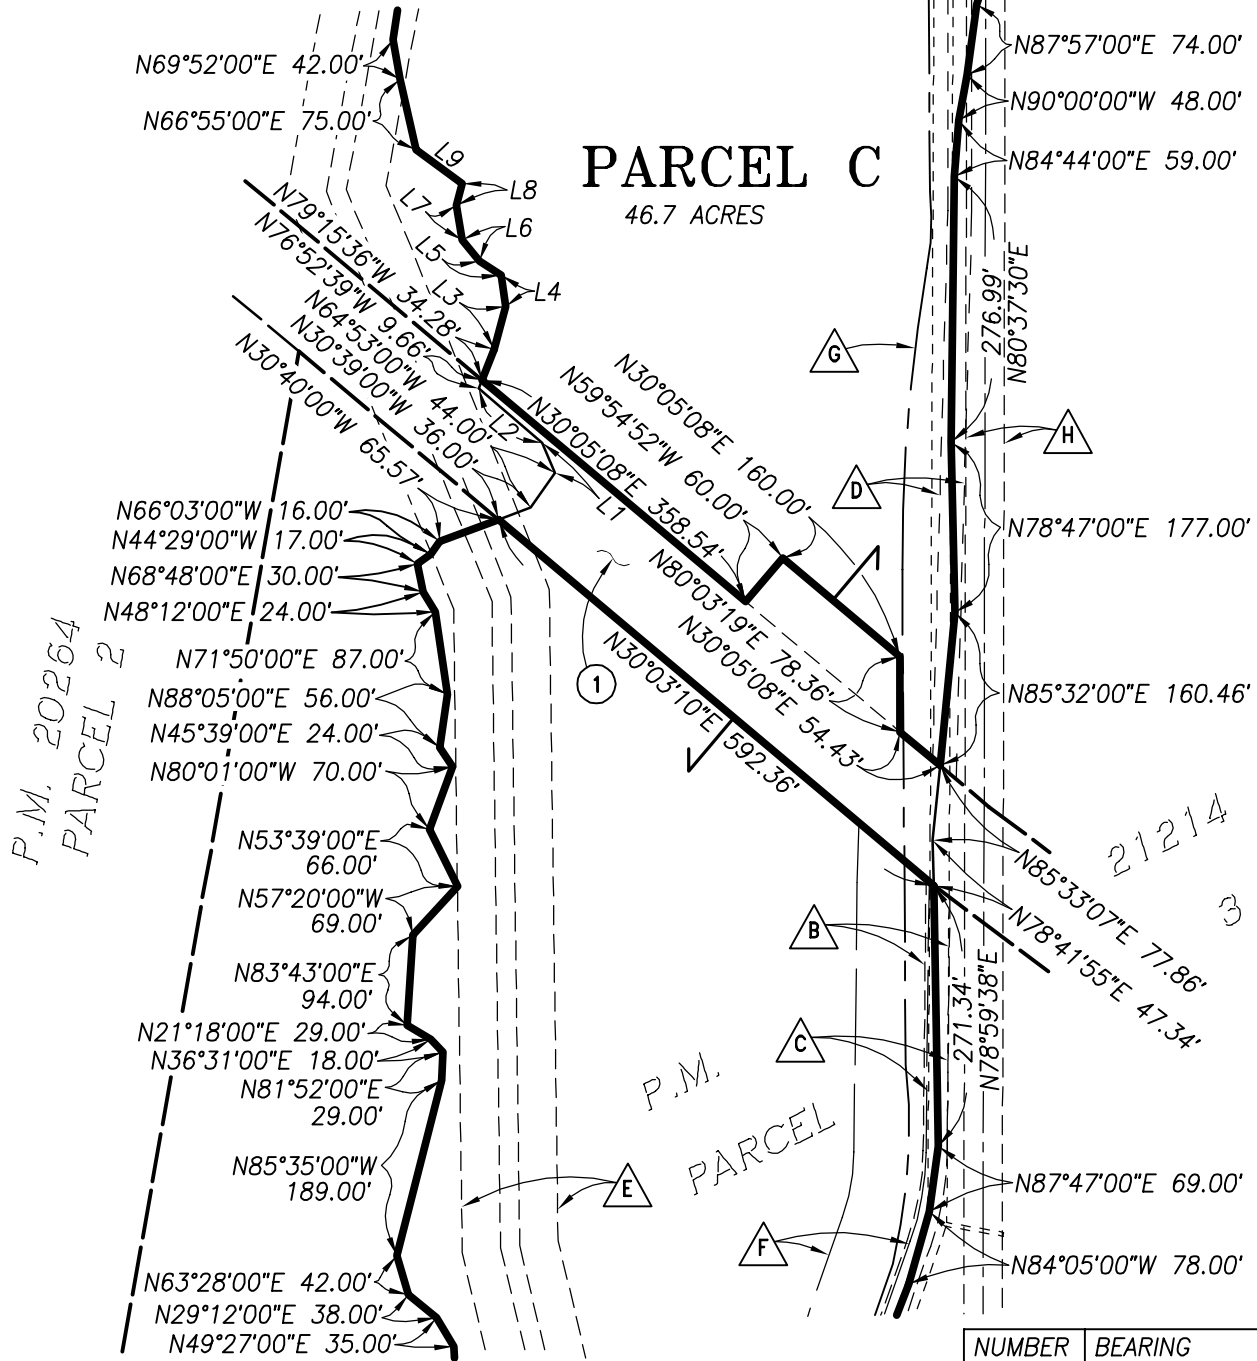 N69°52'00"E 42.00'
N66°55'00"E 75.00'
L9
L8
L7
L6
L5
L4
L3
PARCEL C
46.7 ACRES
N87°57'00"E 74.00'
N90°00'00"W 48.00'
N84°44'00"E 59.00'
276.99'
N80°37'30"E
G
H
D
N79°15'36"W 34.28'
N76°52'39"W 9.66'
N64°53'00"W 44.00'
N30°39'00"W 36.00'
N30°40'00"W 65.57'
L2
L1
N30°05'08"E 358.54'
N59°54'52"W 60.00'
N30°05'08"E 160.00'
N78°47'00"E 177.00'
N66°03'00"W 16.00'
N44°29'00"W 17.00'
N68°48'00"E 30.00'
N48°12'00"E 24.00'
N71°50'00"E 87.00'
N88°05'00"E 56.00'
N45°39'00"E 24.00'
N80°01'00"W 70.00'
1
N80°03'19"E 78.36'
N30°05'08"E 54.43'
N30°03'10"E 592.36'
N85°32'00"E 160.46'
P.M. 20264
PARCEL 2
N53°39'00"E
66.00'
N57°20'00"W
69.00'
N83°43'00"E
94.00'
N21°18'00"E 29.00'
N36°31'00"E 18.00'
N81°52'00"E
29.00'
N85°35'00"W
189.00'
N63°28'00"E 42.00'
N29°12'00"E 38.00'
N49°27'00"E 35.00'
21214
3
N85°33'07"E 77.86'
N78°41'55"E 47.34'
B
C
271.34'
N78°59'38"E
P.M.
PARCEL
E
F
N87°47'00"E 69.00'
N84°05'00"W 78.00'
NUMBER BEARING